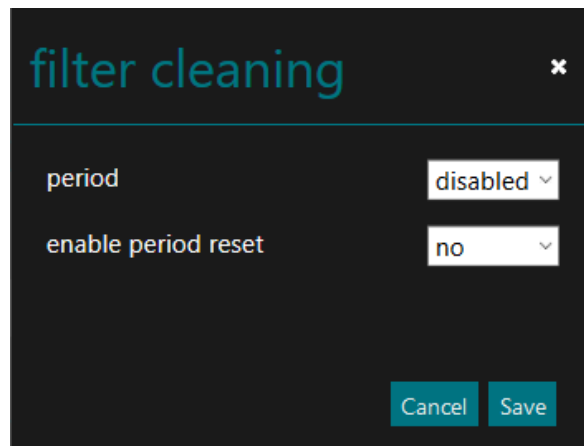 filter cleaning
period
disabled
enable period reset
no
Cancel
Save